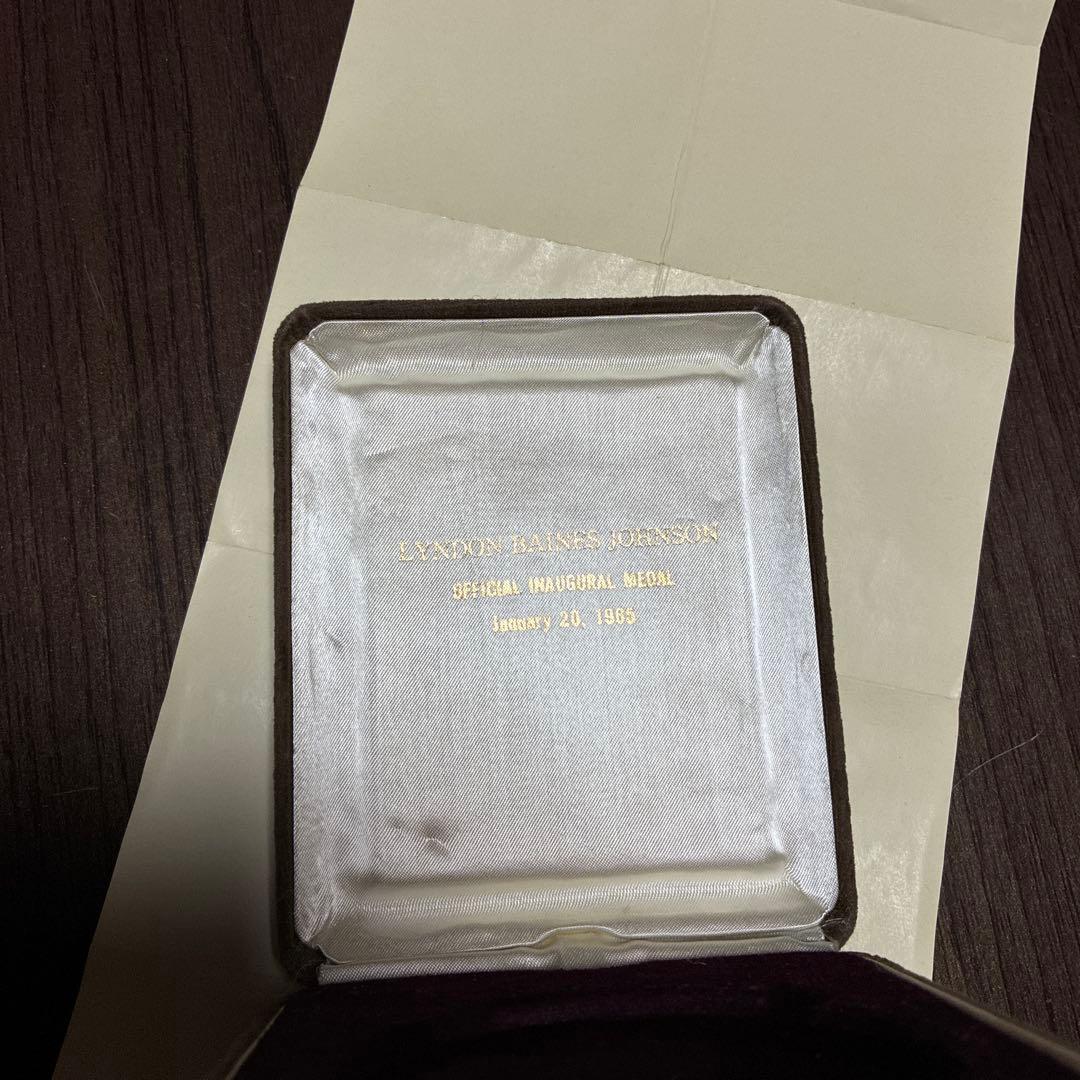 LYNDON BAINES JOHNSON
OFFICIAL INAUGURAL MEDAL
January 20, 1965